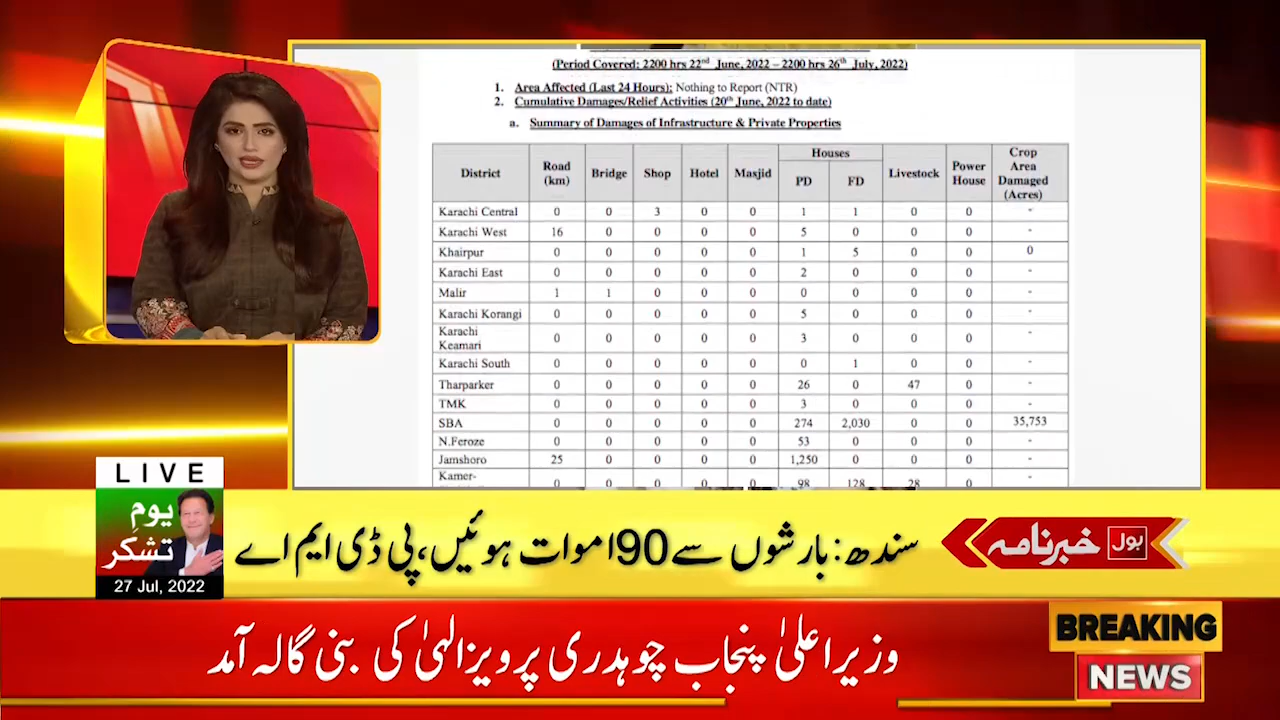 (Period Covered: 2200 hrs 22nd June, 2022 – 2200 hrs 26th July, 2022)
1. Area Affected (Last 24 Hours): Nothing to Report (NTR)
2. Cumulative Damages/Relief Activities (20th June, 2022 to date)
a. Summary of Damages of Infrastructure & Private Properties
District Road (km) Bridge Shop Hotel Masjid Houses PD FD Livestock Power House Crop Area Damaged (Acres)
Karachi Central 0 0 3 0 0 1 1 0 0 -
Karachi West 16 0 0 0 0 5 0 0 0 -
Khairpur 0 0 0 0 0 1 5 0 0 0
Karachi East 0 0 0 0 0 2 0 0 0 -
Malir 1 1 0 0 0 0 0 0 0 -
Karachi Korangi 0 0 0 0 0 5 0 0 0 -
Karachi Keamari 0 0 0 0 0 3 0 0 0 -
Karachi South 0 0 0 0 0 0 1 0 0 -
Tharparker 0 0 0 0 0 26 0 47 0 -
TMK 0 0 0 0 0 3 0 0 0 -
SBA 0 0 0 0 0 274 2,030 0 0 35,753
N.Feroze 0 0 0 0 0 53 0 0 0 -
Jamshoro 25 0 0 0 0 1,250 0 0 0 -
Kamer- 0 0 0 0 0 98 128 28 0
LIVE
یومِ
تشکر
27 Jul, 2022
سندھ: بارشوں سے 90 اموات ہوئیں، پی ڈی ایم اے
بول خبرنامہ
وزیراعلیٰ پنجاب چوہدری پرویز الٰہیٰ کی بنی گالہ آمد
BREAKING
NEWS